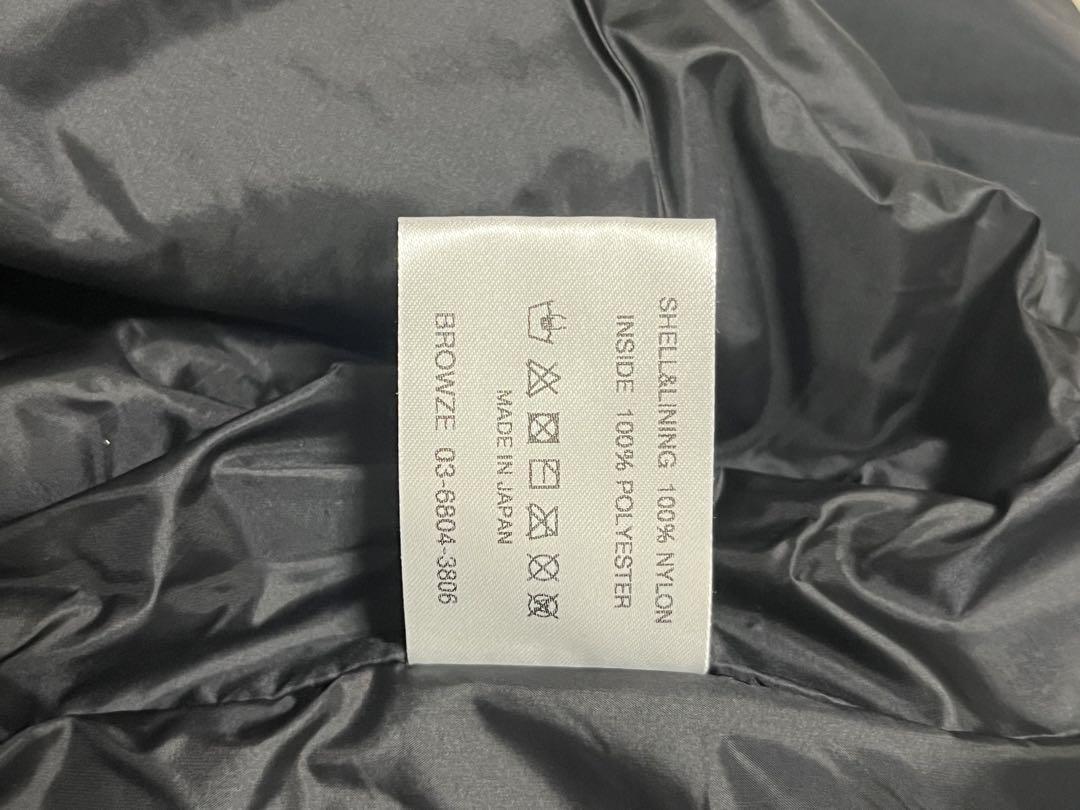 SHELL&LINING 100% NYLON
INSIDE 100% POLYESTER
MADE IN JAPAN
BROWZE 03-6804-3806